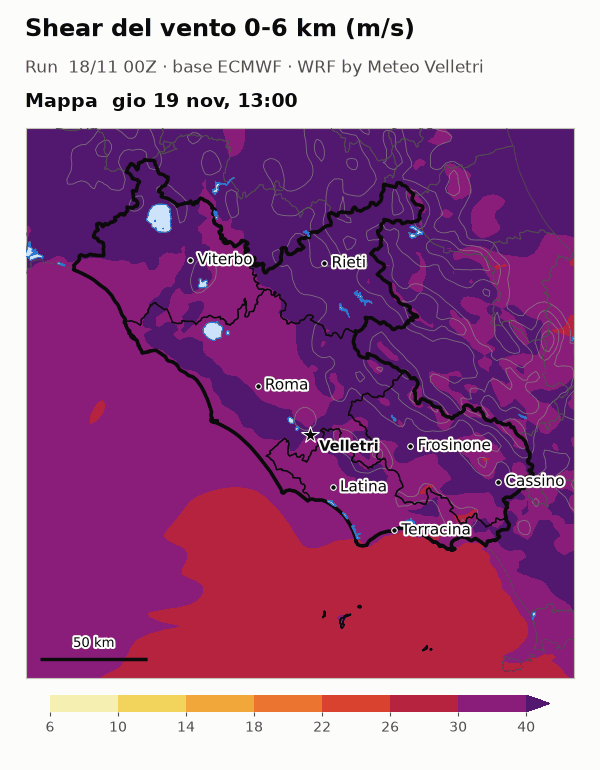 Shear del vento 0-6 km (m/s)
Run 18/11 00Z · base ECMWF · WRF by Meteo Velletri
Mappa gio 19 nov, 13:00
Viterbo
Rieti
Roma
Velletri
Frosinone
Latina
Cassino
Terracina
50 km
6 10 14 18 22 26 30 40